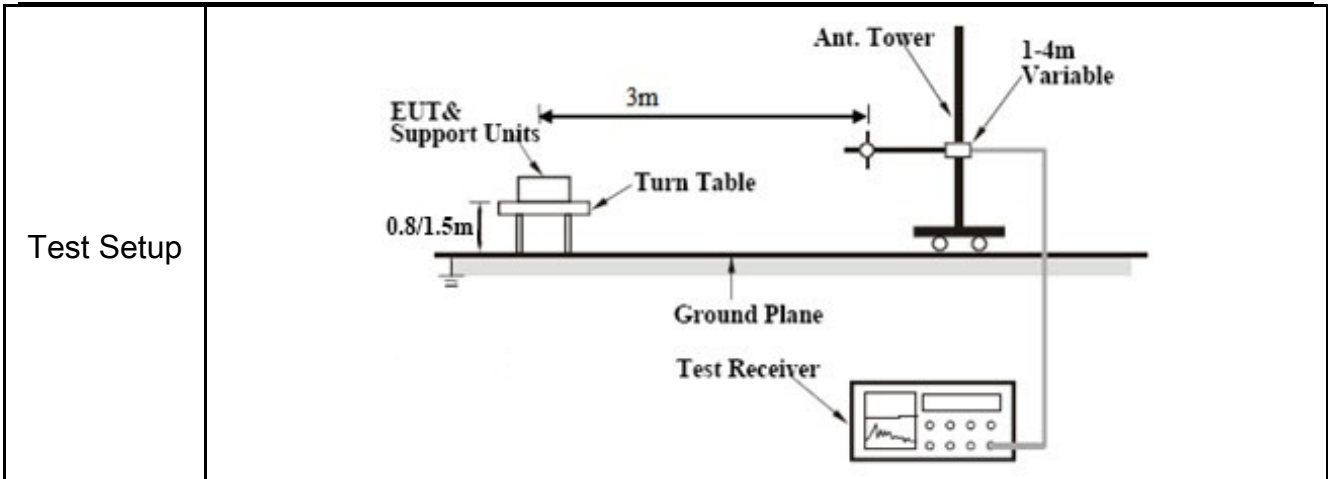 Test Setup
Ant. Tower
1-4m
Variable
3m
EUT&
Support Units
Turn Table
0.8/1.5m
Ground Plane
Test Receiver